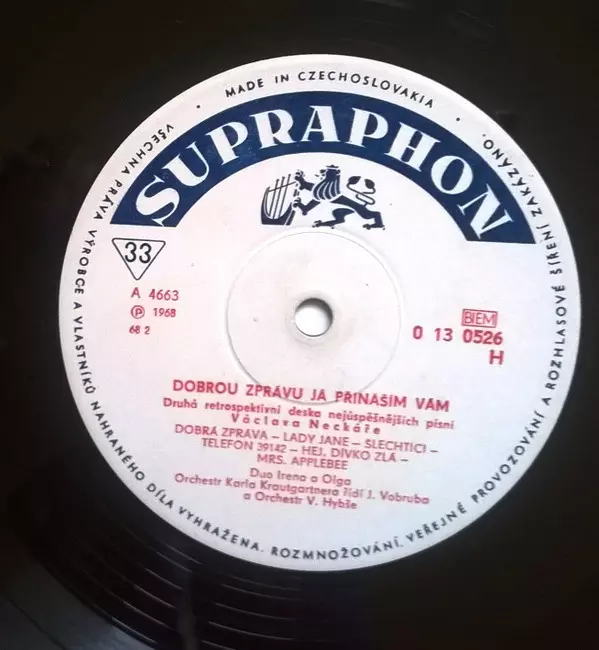 MADE IN CZECHOSLOVAKIA
SUPRAPHON
33
A 4663
Ⓟ 1968
68 2
BIEM
0 13 0526
H
DOBROU ZPRÁVU JÁ PŘINÁŠÍM VÁM
Druhá retrospektivní deska nejúspěšnějších písní
Václava Neckáře
DOBRÁ ZPRÁVA – LADY JANE – ŠLECHTICI –
TELEFON 39142 – HEJ, DÍVKO ZLÁ –
MRS. APPLEBEE
Duo Irena a Olga
Orchestr Karla Krautgartnera řídí J. Vobruba
a Orchestr V. Hybše
VŠECHNA PRÁVA VÝROBCE A VLASTNÍKŮ NAHRANÉHO DÍLA VYHRAŽENA. ROZMNOŽOVÁNÍ, VEŘEJNÉ PROVOZOVÁNÍ A ROZHLASOVÉ ŠÍŘENÍ ZAKÁZÁNO.